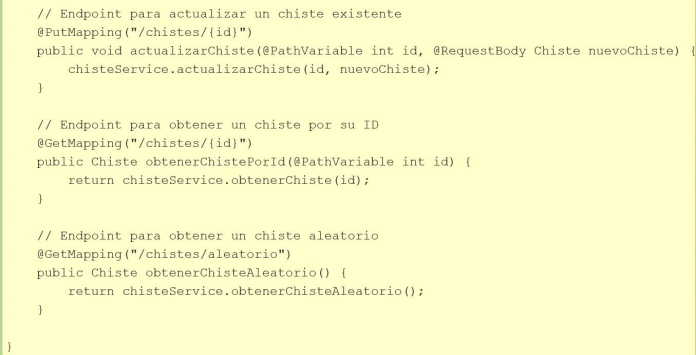 // Endpoint para actualizar un chiste existente
@PutMapping("/chistes/{id}")
public void actualizarChiste(@PathVariable int id, @RequestBody Chiste nuevoChiste) {
chisteService.actualizarChiste(id, nuevoChiste);
}
// Endpoint para obtener un chiste por su ID
@GetMapping("/chistes/{id}")
public Chiste obtenerChistePorId(@PathVariable int id) {
return chisteService.obtenerChiste(id);
}
// Endpoint para obtener un chiste aleatorio
@GetMapping("/chistes/aleatorio")
public Chiste obtenerChisteAleatorio() {
return chisteService.obtenerChisteAleatorio();
}
}